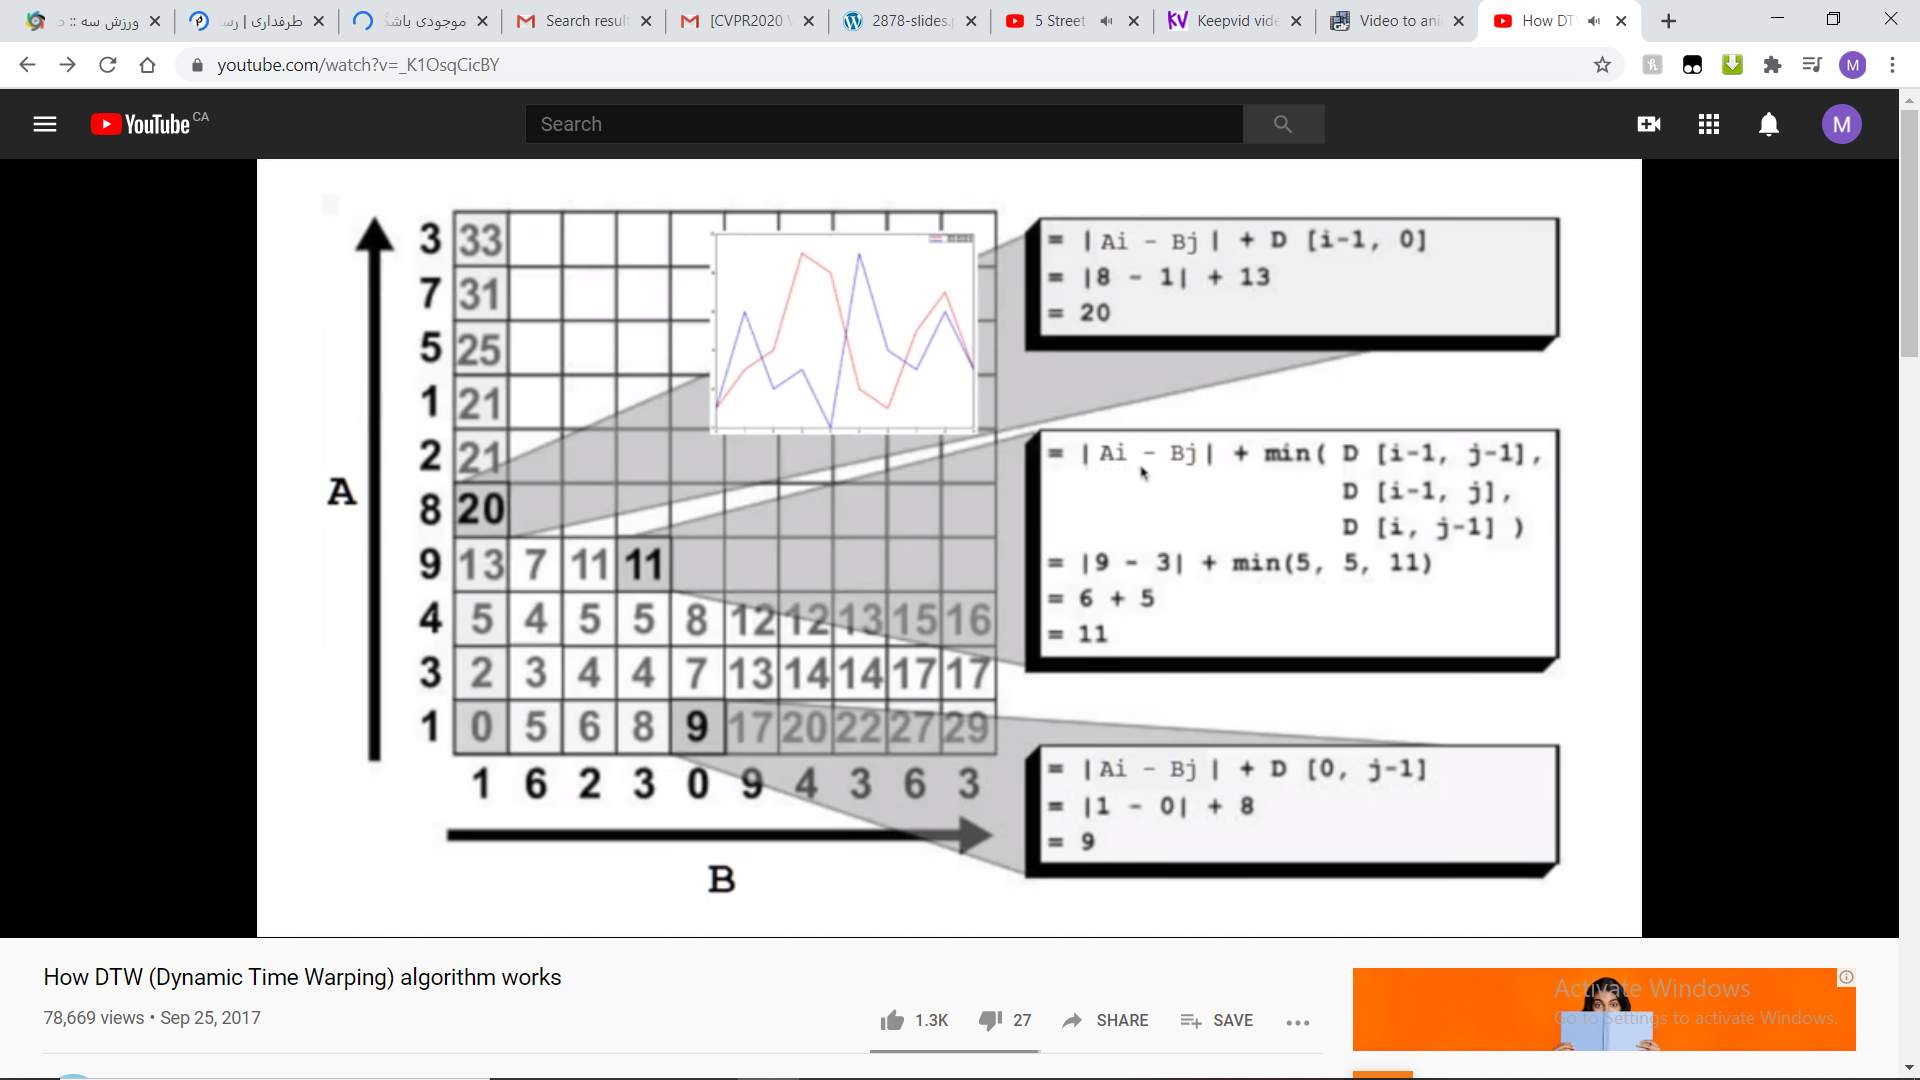 ورزش سه ::
طرفداری | رسا
موجودی باشگ
Search result
[CVPR2020
2878-slides.p
5 Street
Keepvid vide
Video to ani
How DT
youtube.com/watch?v=_K1OsqCicBY
M
YouTube CA
Search
M
3 33
7 31
5 25
1 21
2 21
8 20
9 13 7 11 11
4 5 4 5 5 8 12 12 13 15 16
3 2 3 4 4 7 13 14 14 17 17
1 0 5 6 8 9 17 20 22 27 29
1 6 2 3 0 9 4 3 6 3
A
B
= | Ai - Bj | + D [i-1, 0]
= |8 - 1| + 13
= 20
= | Ai - Bj| + min( D [i-1, j-1],
D [i-1, j],
D [i, j-1] )
= |9 - 3| + min(5, 5, 11)
= 6 + 5
= 11
= | Ai - Bj | + D [0, j-1]
= |1 - 0| + 8
= 9
How DTW (Dynamic Time Warping) algorithm works
78,669 views • Sep 25, 2017
1.3K
27
SHARE
SAVE
Activate Windows
Go to Settings to activate Windows.